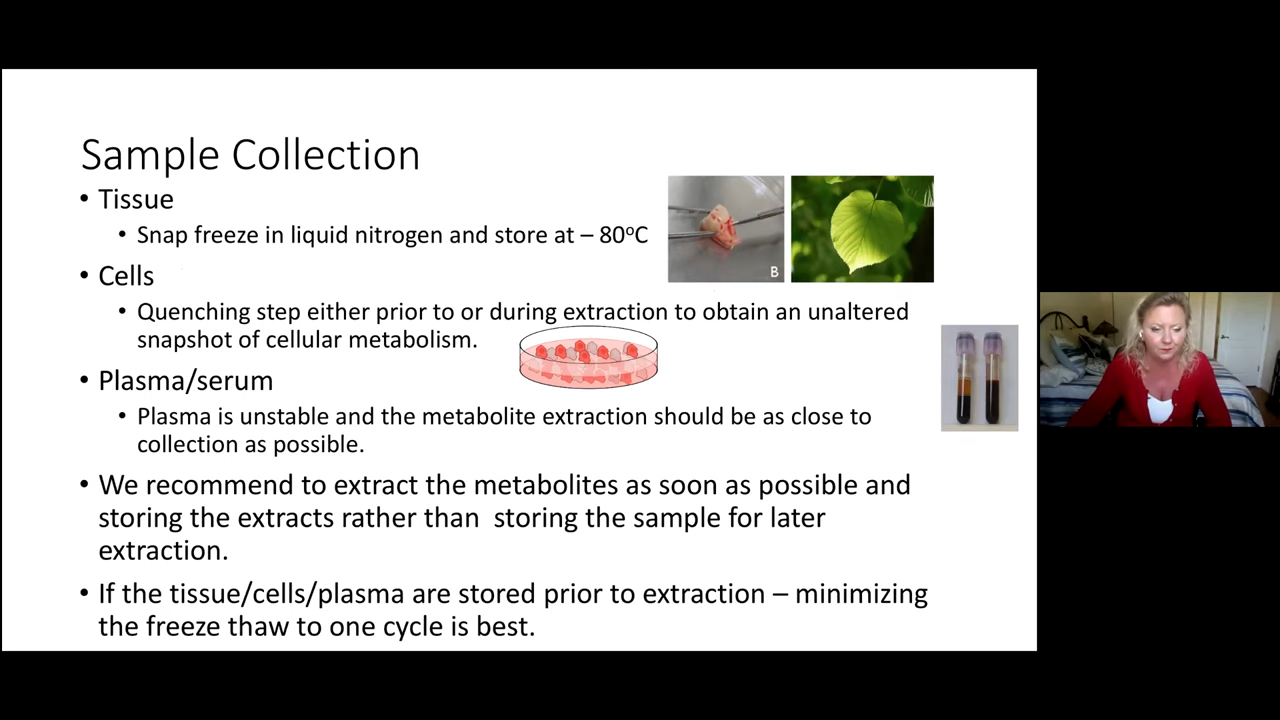 Sample Collection
• Tissue
• Snap freeze in liquid nitrogen and store at – 80ºC
B
• Cells
• Quenching step either prior to or during extraction to obtain an unaltered
snapshot of cellular metabolism.
• Plasma/serum
• Plasma is unstable and the metabolite extraction should be as close to
collection as possible.
• We recommend to extract the metabolites as soon as possible and
storing the extracts rather than  storing the sample for later
extraction.
• If the tissue/cells/plasma are stored prior to extraction – minimizing
the freeze thaw to one cycle is best.